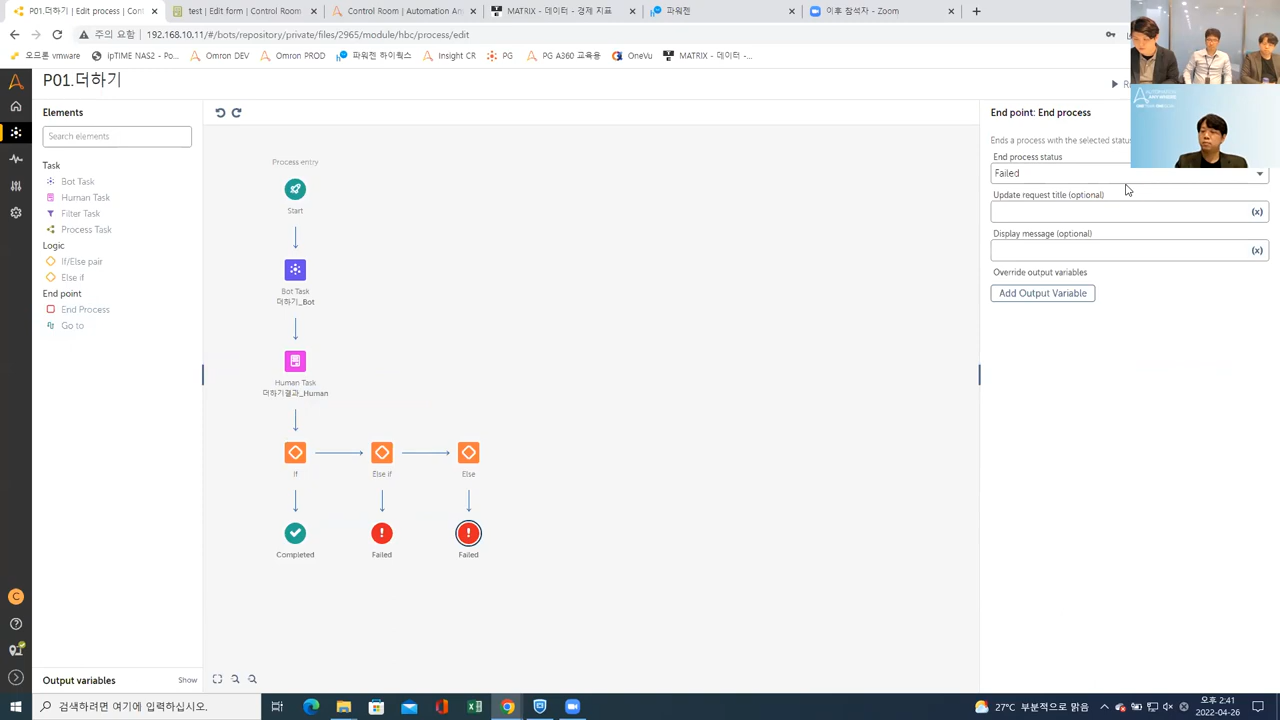 P01.더하기 | Edit process | Cont
test | Edit form | Control Room
Control Room | Automation Any
MATRIX - 데이터 - 경제 지표
파워젠
이후 참석자 - Zoom
주의 요함
192.168.10.11/#/bots/repository/private/files/2965/module/hbc/process/edit
오므론 vmware
IpTIME NAS2 - Po...
Omron DEV
Omron PROD
파워젠 하이웍스
Insight CR
PG
PG A360 교육용
OneVu
MATRIX - 데이터 -...
P01.더하기
Elements
Search elements
Task
Bot Task
Human Task
Filter Task
Process Task
Logic
If/Else pair
Else if
End point
End Process
Go to
Output variables
Show
Process entry
Start
Bot Task
더하기_Bot
Human Task
더하기결과_Human
If
Else if
Else
Completed
Failed
Failed
End point: End process
Ends a process with the selected status
End process status
Failed
Update request title (optional)
(x)
Display message (optional)
(x)
Override output variables
Add Output Variable
검색하려면 여기에 입력하십시오.
27°C 부분적으로 맑음
오후 2:41
2022-04-26